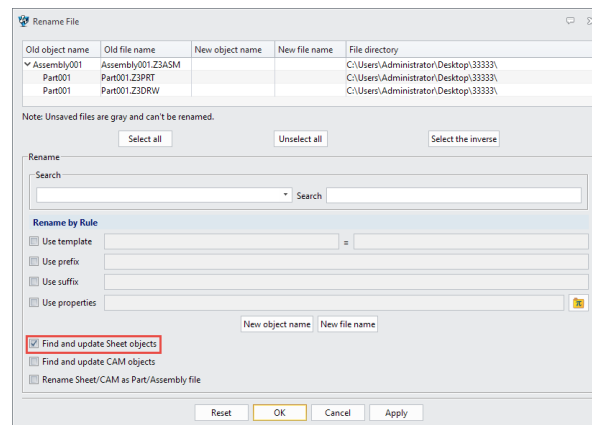 Rename File
Old object name Old file name New object name New file name File directory
Assembly001 Assembly001.Z3ASM C:\Users\Administrator\Desktop\33333\
Part001 Part001.Z3PRT C:\Users\Administrator\Desktop\33333\
Part001 Part001.Z3DRW C:\Users\Administrator\Desktop\33333\
Note: Unsaved files are gray and can't be renamed.
Select all Unselect all Select the inverse
Rename
Search
Search
Rename by Rule
Use template =
Use prefix
Use suffix
Use properties
New object name New file name
Find and update Sheet objects
Find and update CAM objects
Rename Sheet/CAM as Part/Assembly file
Reset OK Cancel Apply